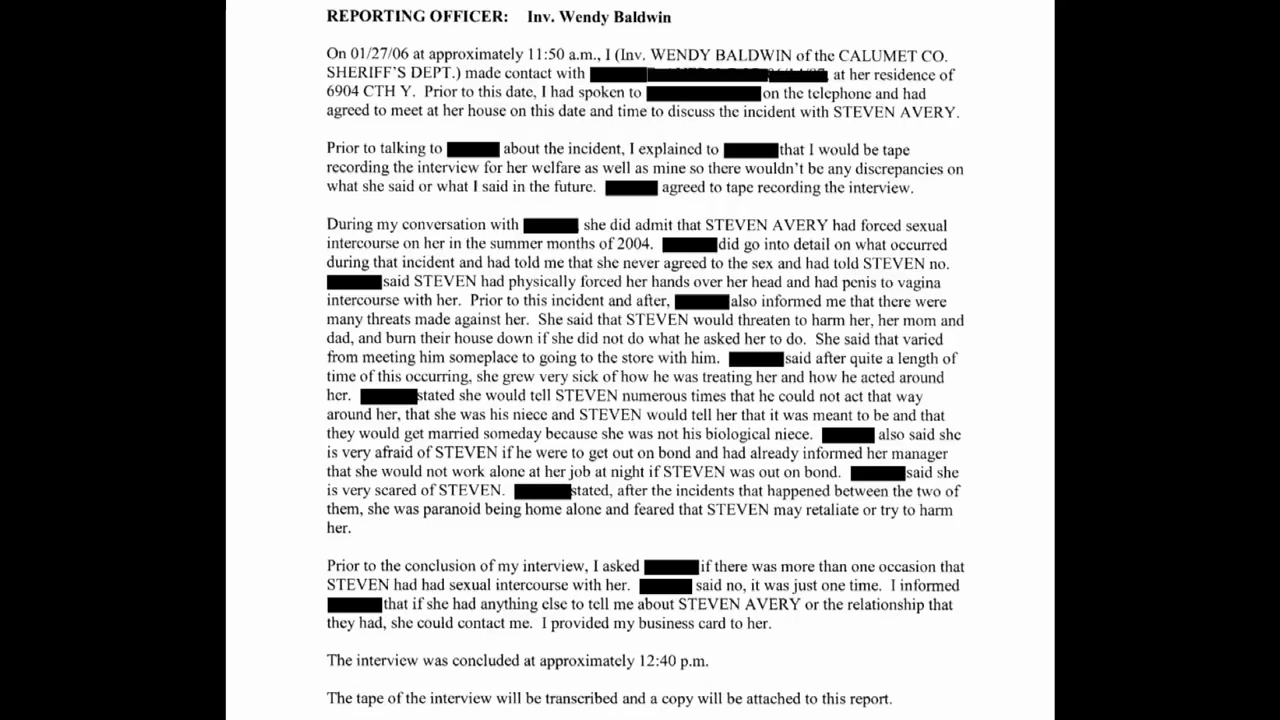 REPORTING OFFICER: Inv. Wendy Baldwin
On 01/27/06 at approximately 11:50 a.m., I (Inv. WENDY BALDWIN of the CALUMET CO.
SHERIFF'S DEPT.) made contact with , at her residence of
6904 CTH Y. Prior to this date, I had spoken to on the telephone and had
agreed to meet at her house on this date and time to discuss the incident with STEVEN AVERY.
Prior to talking to about the incident, I explained to that I would be tape
recording the interview for her welfare as well as mine so there wouldn't be any discrepancies on
what she said or what I said in the future. agreed to tape recording the interview.
During my conversation with she did admit that STEVEN AVERY had forced sexual
intercourse on her in the summer months of 2004. did go into detail on what occurred
during that incident and had told me that she never agreed to the sex and had told STEVEN no.
said STEVEN had physically forced her hands over her head and had penis to vagina
intercourse with her. Prior to this incident and after, also informed me that there were
many threats made against her. She said that STEVEN would threaten to harm her, her mom and
dad, and burn their house down if she did not do what he asked her to do. She said that varied
from meeting him someplace to going to the store with him. said after quite a length of
time of this occurring, she grew very sick of how he was treating her and how he acted around
her. stated she would tell STEVEN numerous times that he could not act that way
around her, that she was his niece and STEVEN would tell her that it was meant to be and that
they would get married someday because she was not his biological niece. also said she
is very afraid of STEVEN if he were to get out on bond and had already informed her manager
that she would not work alone at her job at night if STEVEN was out on bond. said she
is very scared of STEVEN. stated, after the incidents that happened between the two of
them, she was paranoid being home alone and feared that STEVEN may retaliate or try to harm
her.
Prior to the conclusion of my interview, I asked if there was more than one occasion that
STEVEN had had sexual intercourse with her. said no, it was just one time. I informed
that if she had anything else to tell me about STEVEN AVERY or the relationship that
they had, she could contact me. I provided my business card to her.
The interview was concluded at approximately 12:40 p.m.
The tape of the interview will be transcribed and a copy will be attached to this report.